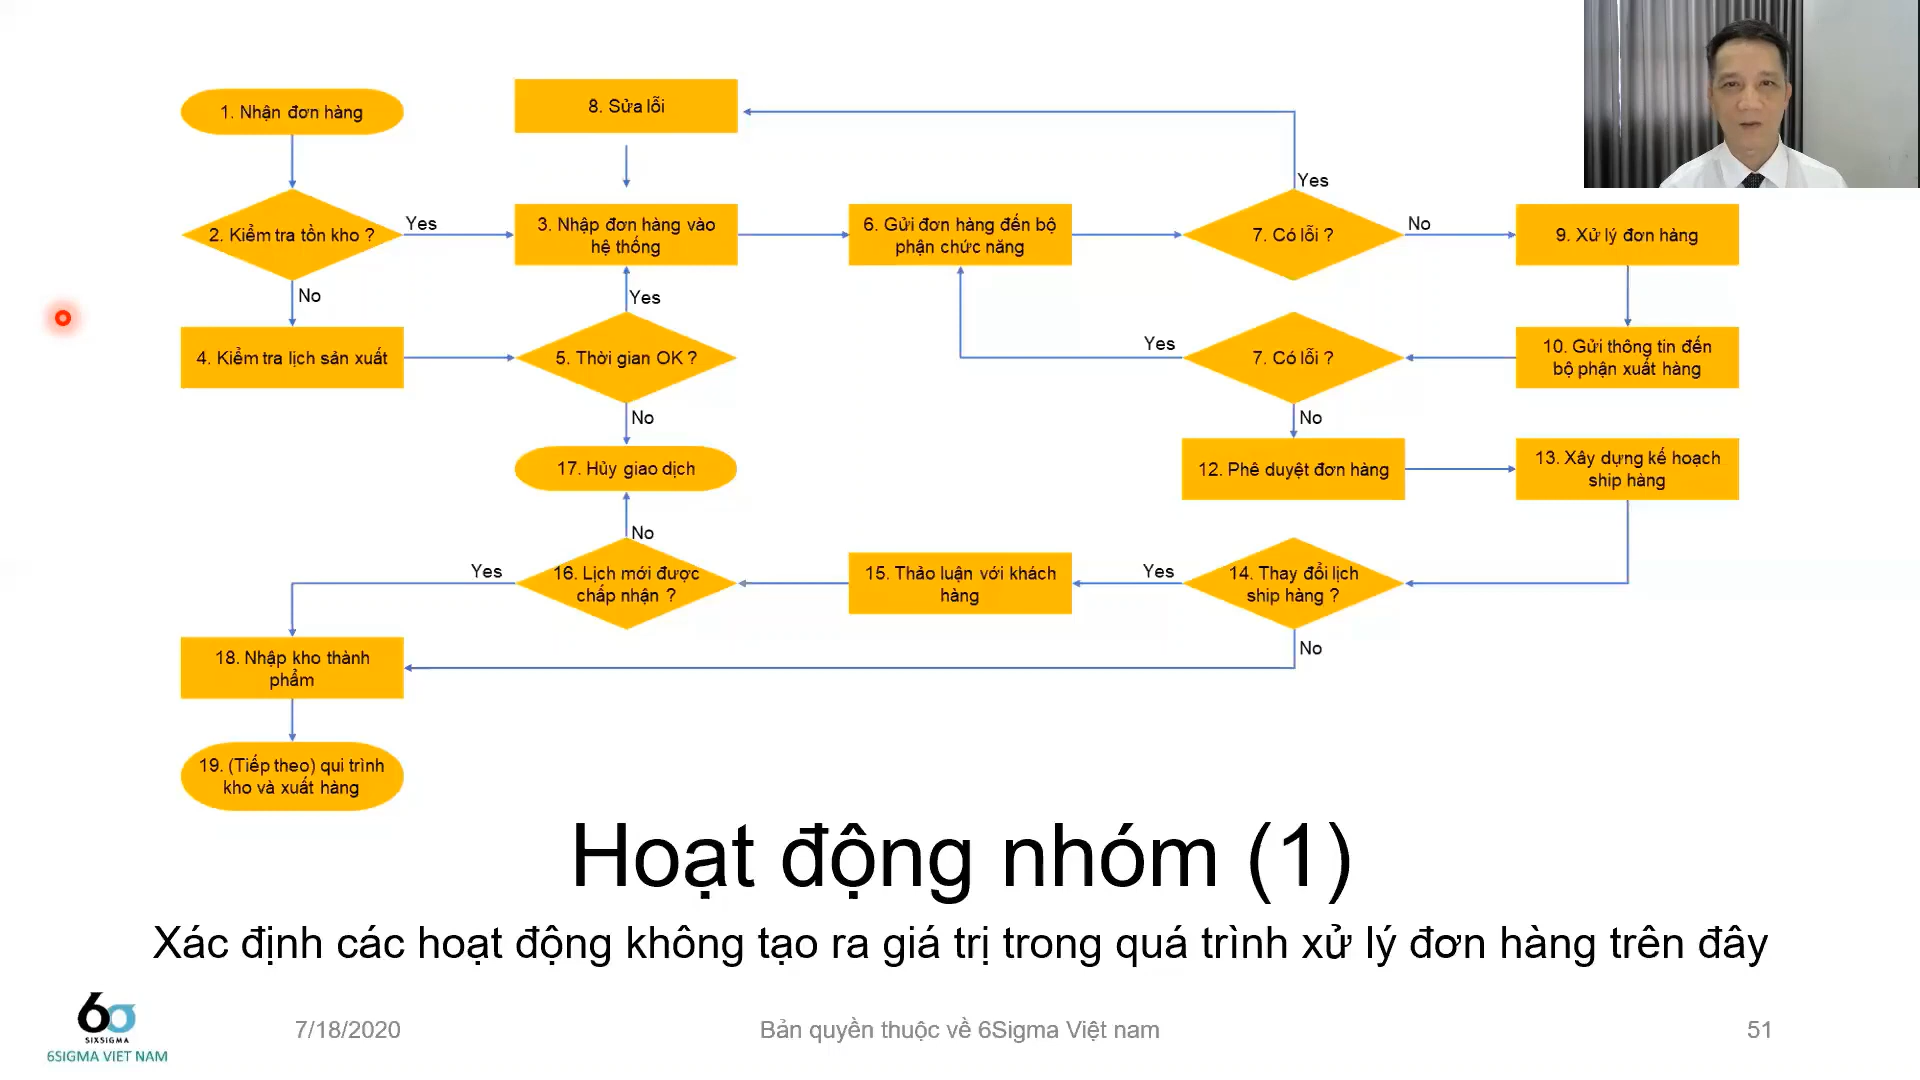 1. Nhận đơn hàng
8. Sửa lỗi
Yes
2. Kiểm tra tồn kho ?
Yes
3. Nhập đơn hàng vào
hệ thống
6. Gửi đơn hàng đến bộ
phận chức năng
7. Có lỗi ?
No
9. Xử lý đơn hàng
No
Yes
4. Kiểm tra lịch sản xuất
5. Thời gian OK ?
Yes
7. Có lỗi ?
10. Gửi thông tin đến
bộ phận xuất hàng
No
No
17. Hủy giao dịch
12. Phê duyệt đơn hàng
13. Xây dựng kế hoạch
ship hàng
No
Yes
16. Lịch mới được
chấp nhận ?
15. Thảo luận với khách
hàng
Yes
14. Thay đổi lịch
ship hàng ?
No
18. Nhập kho thành
phẩm
19. (Tiếp theo) qui trình
kho và xuất hàng
Hoạt động nhóm (1)
Xác định các hoạt động không tạo ra giá trị trong quá trình xử lý đơn hàng trên đây
6σ
SIXSIGMA
6SIGMA VIET NAM
7/18/2020
Bản quyền thuộc về 6Sigma Việt nam
51